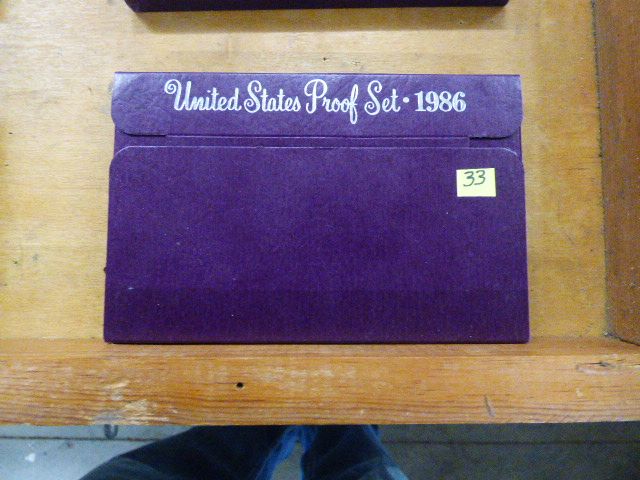 United States Proof Set · 1986
33